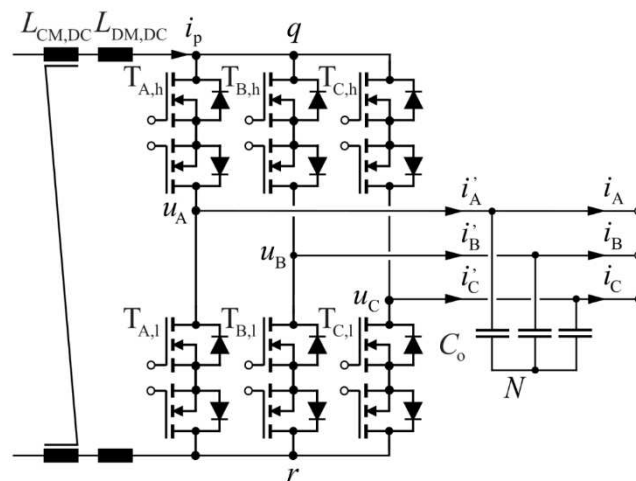 L_CM,DC L_DM,DC i_p q
T_A,h T_B,h T_C,h
u_A i'_A i_A
u_B i'_B i_B
u_C i'_C i_C
T_A,l T_B,l T_C,l
C_o
N
r